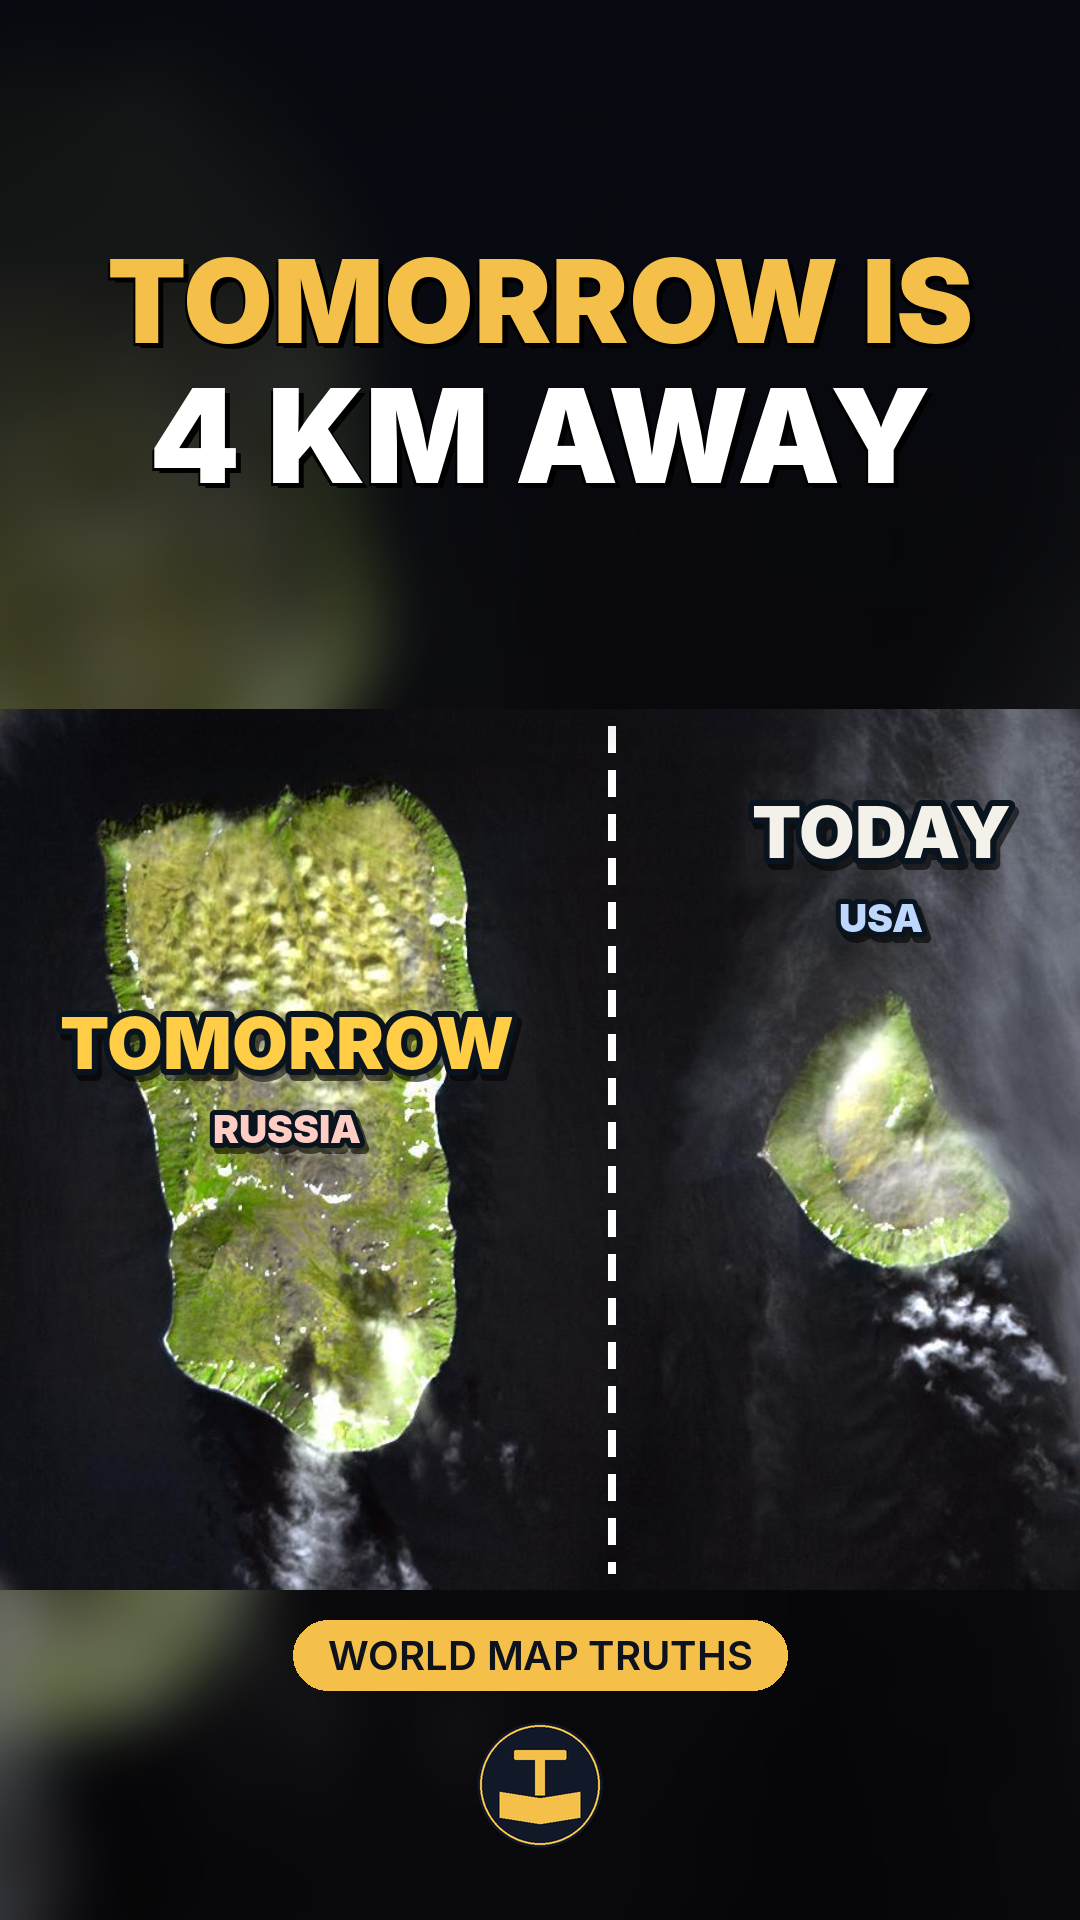 TOMORROW IS
4 KM AWAY
TODAY
USA
TOMORROW
RUSSIA
WORLD MAP TRUTHS
T